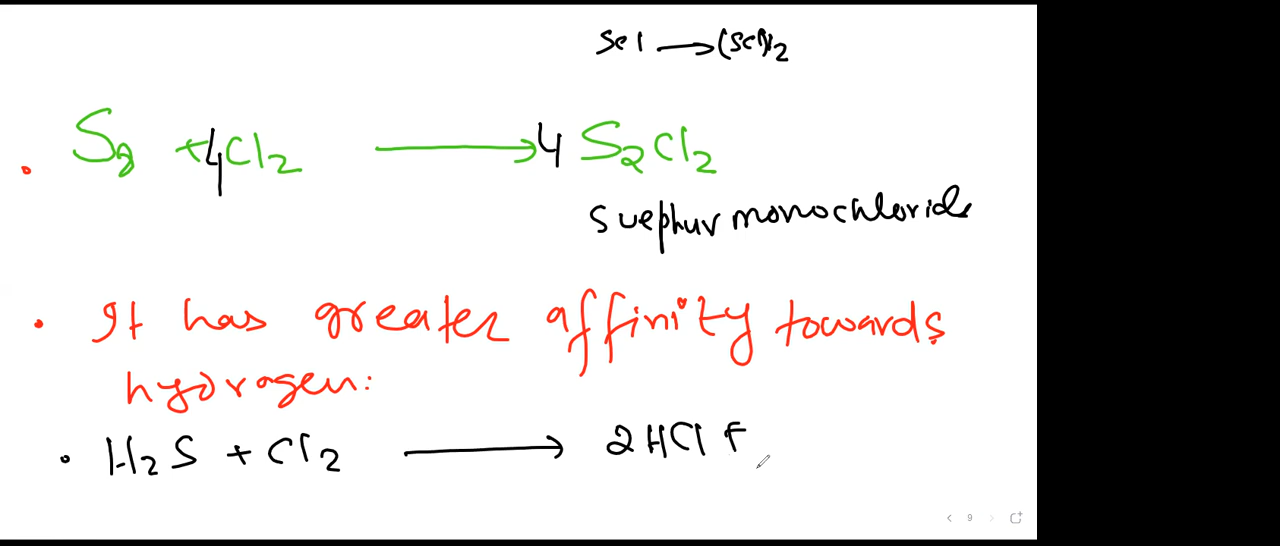 SCl → (SCl)2
• S8 + 4Cl2 → 4 S2Cl2
Sulphur monochloride
• It has greater affinity towards
hydrogen:
• H2S + Cl2 → 2HCl +
9